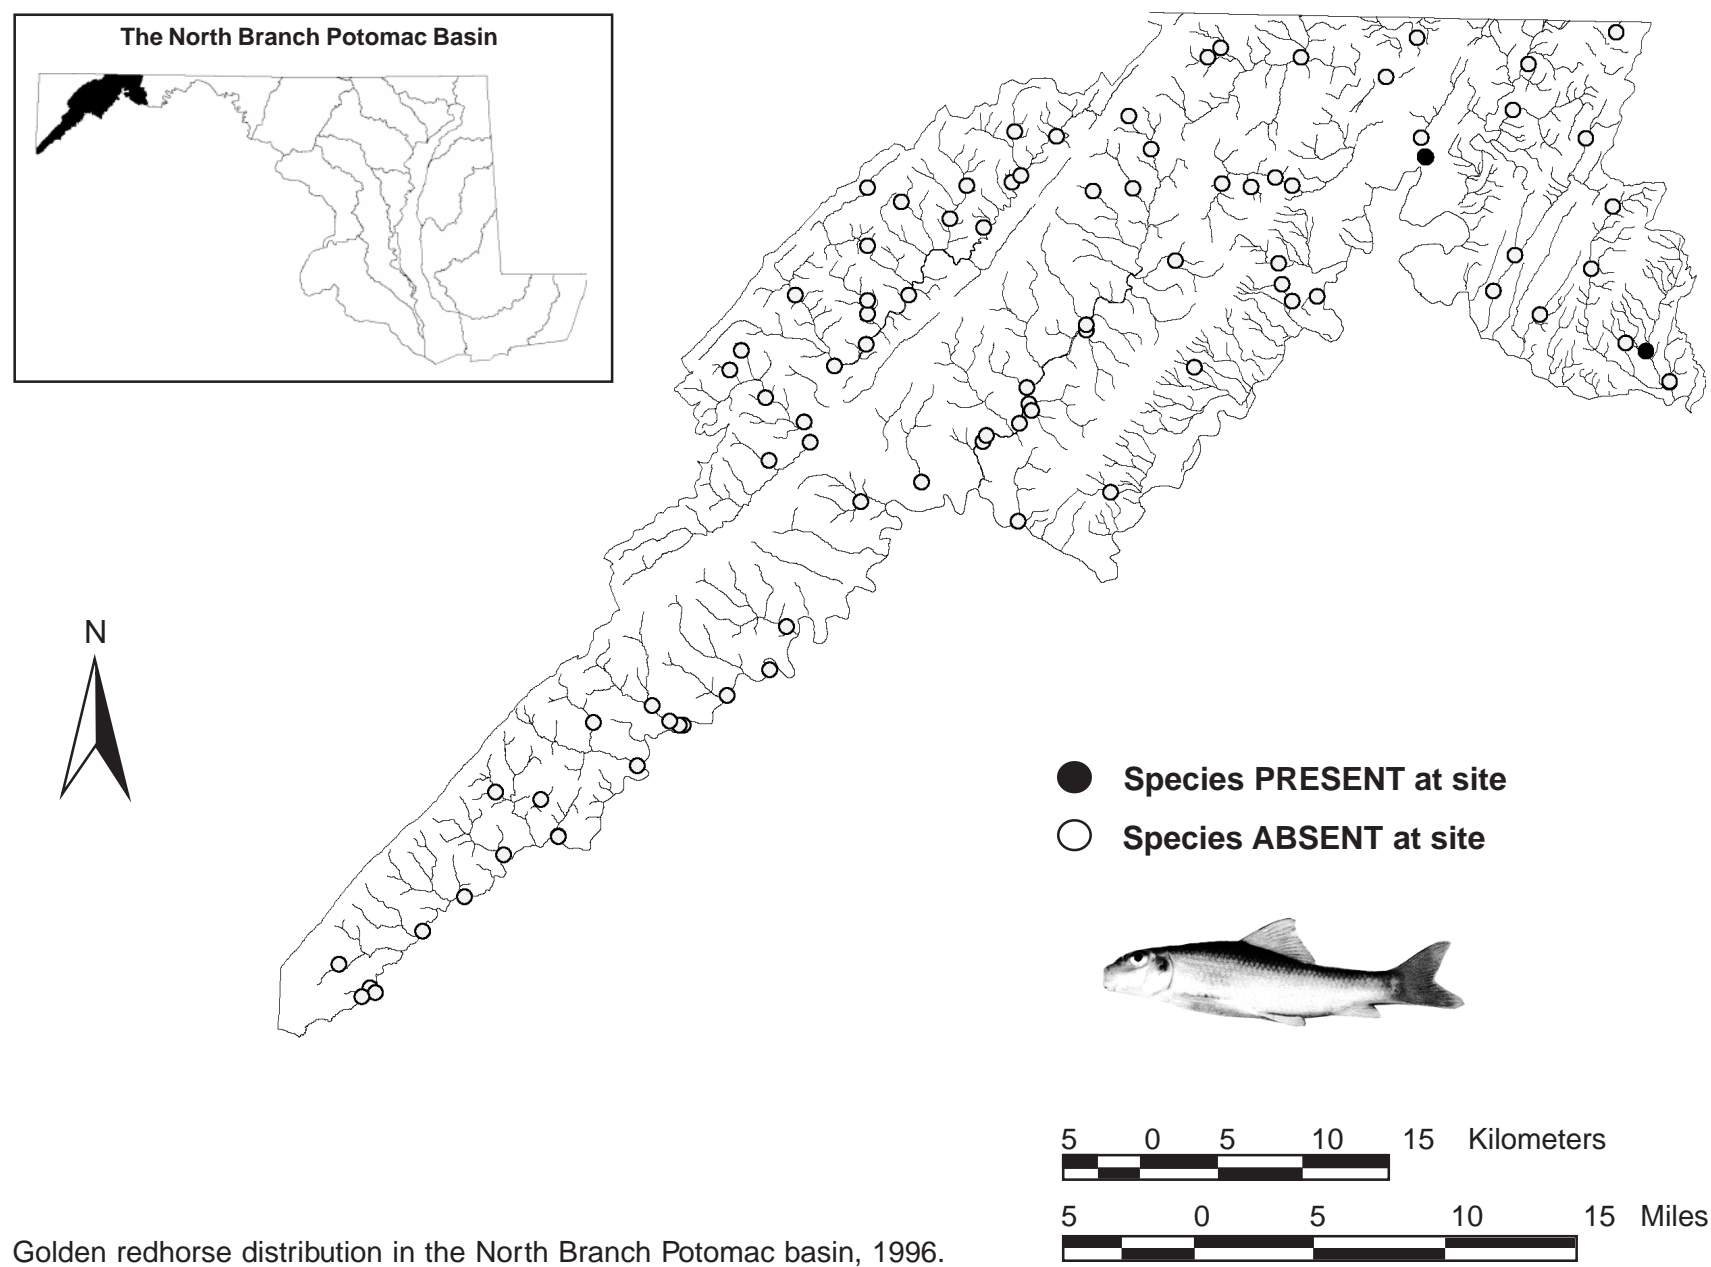 The North Branch Potomac Basin
N
Species PRESENT at site
Species ABSENT at site
5 0 5 10 15 Kilometers
5 0 5 10 15 Miles
Golden redhorse distribution in the North Branch Potomac basin, 1996.